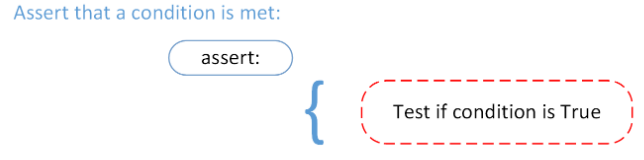 Assert that a condition is met:
assert:
{
Test if condition is True